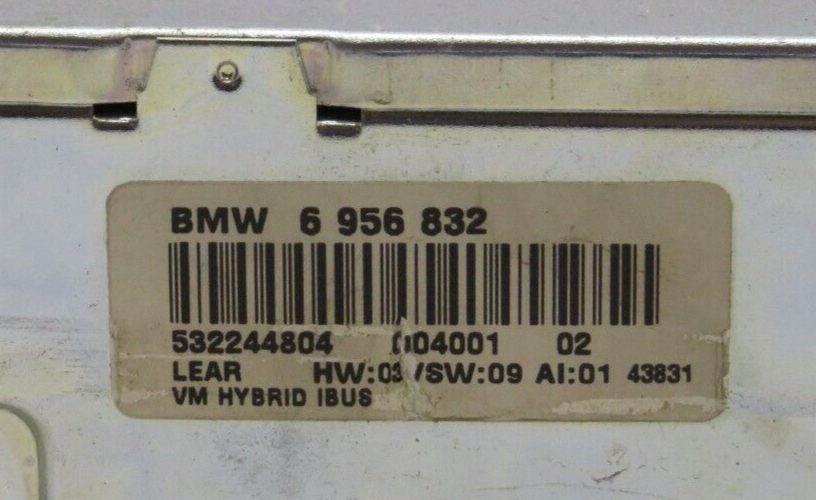 BMW 6 956 832
532244804 004001 02
LEAR HW:03/SW:09 AI:01 43831
VM HYBRID IBUS